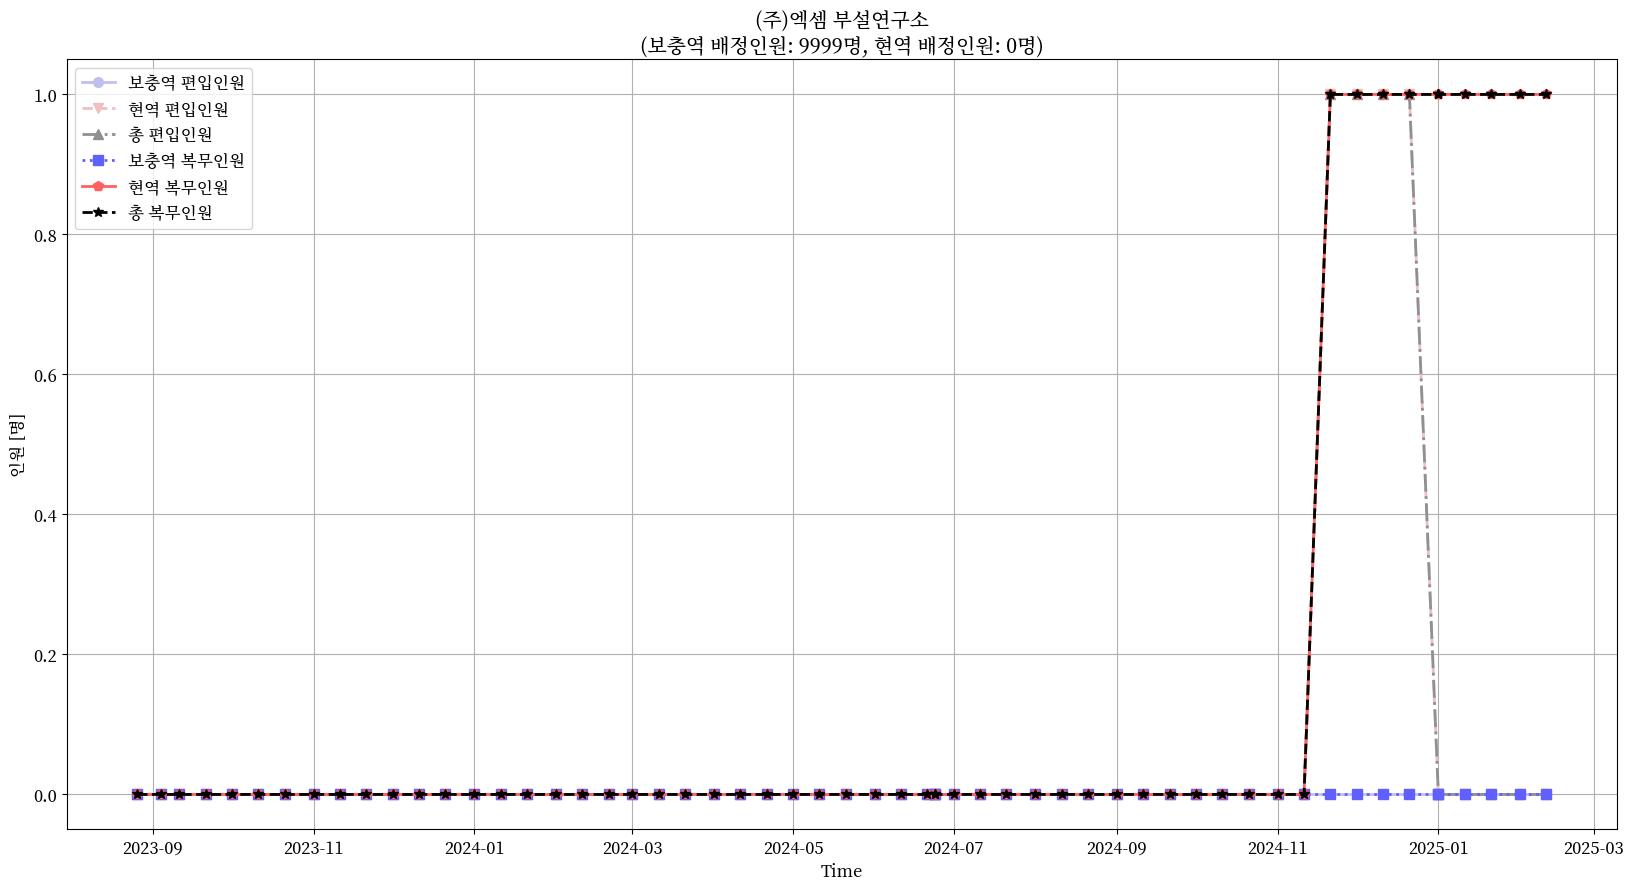 (주)엑셈 부설연구소
(보충역 배정인원: 9999명, 현역 배정인원: 0명)
보충역 편입인원
현역 편입인원
총 편입인원
보충역 복무인원
현역 복무인원
총 복무인원
인원 [명]
1.0
0.8
0.6
0.4
0.2
0.0
2023-09
2023-11
2024-01
2024-03
2024-05
2024-07
2024-09
2024-11
2025-01
2025-03
Time